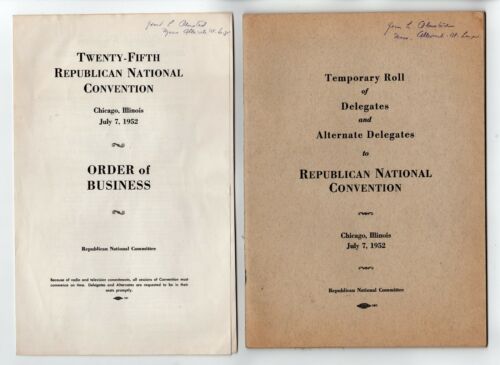 TWENTY-FIFTH
REPUBLICAN NATIONAL
CONVENTION
Chicago, Illinois
July 7, 1952
ORDER of
BUSINESS
Republican National Committee
Because of radio and television commitments, all sessions of Convention must
commence on time. Delegates and Alternates are requested to be in their
seats promptly.
Temporary Roll
of
Delegates
and
Alternate Delegates
to
REPUBLICAN NATIONAL
CONVENTION
Chicago, Illinois
July 7, 1952
Republican National Committee